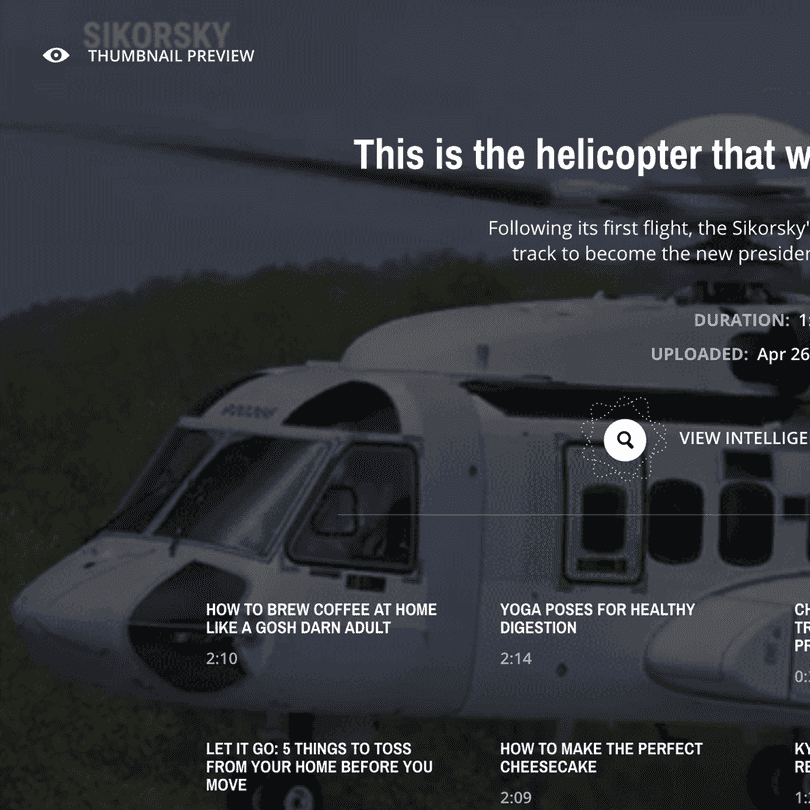 SIKORSKY
THUMBNAIL PREVIEW
This is the helicopter that w
Following its first flight, the Sikorsky'
track to become the new presider
DURATION: 1:
UPLOADED: Apr 26
VIEW INTELLIGE
HOW TO BREW COFFEE AT HOME
LIKE A GOSH DARN ADULT
2:10
YOGA POSES FOR HEALTHY
DIGESTION
2:14
CH
TR
PR
0:
LET IT GO: 5 THINGS TO TOSS
FROM YOUR HOME BEFORE YOU
MOVE
HOW TO MAKE THE PERFECT
CHEESECAKE
2:09
KY
RE
1: